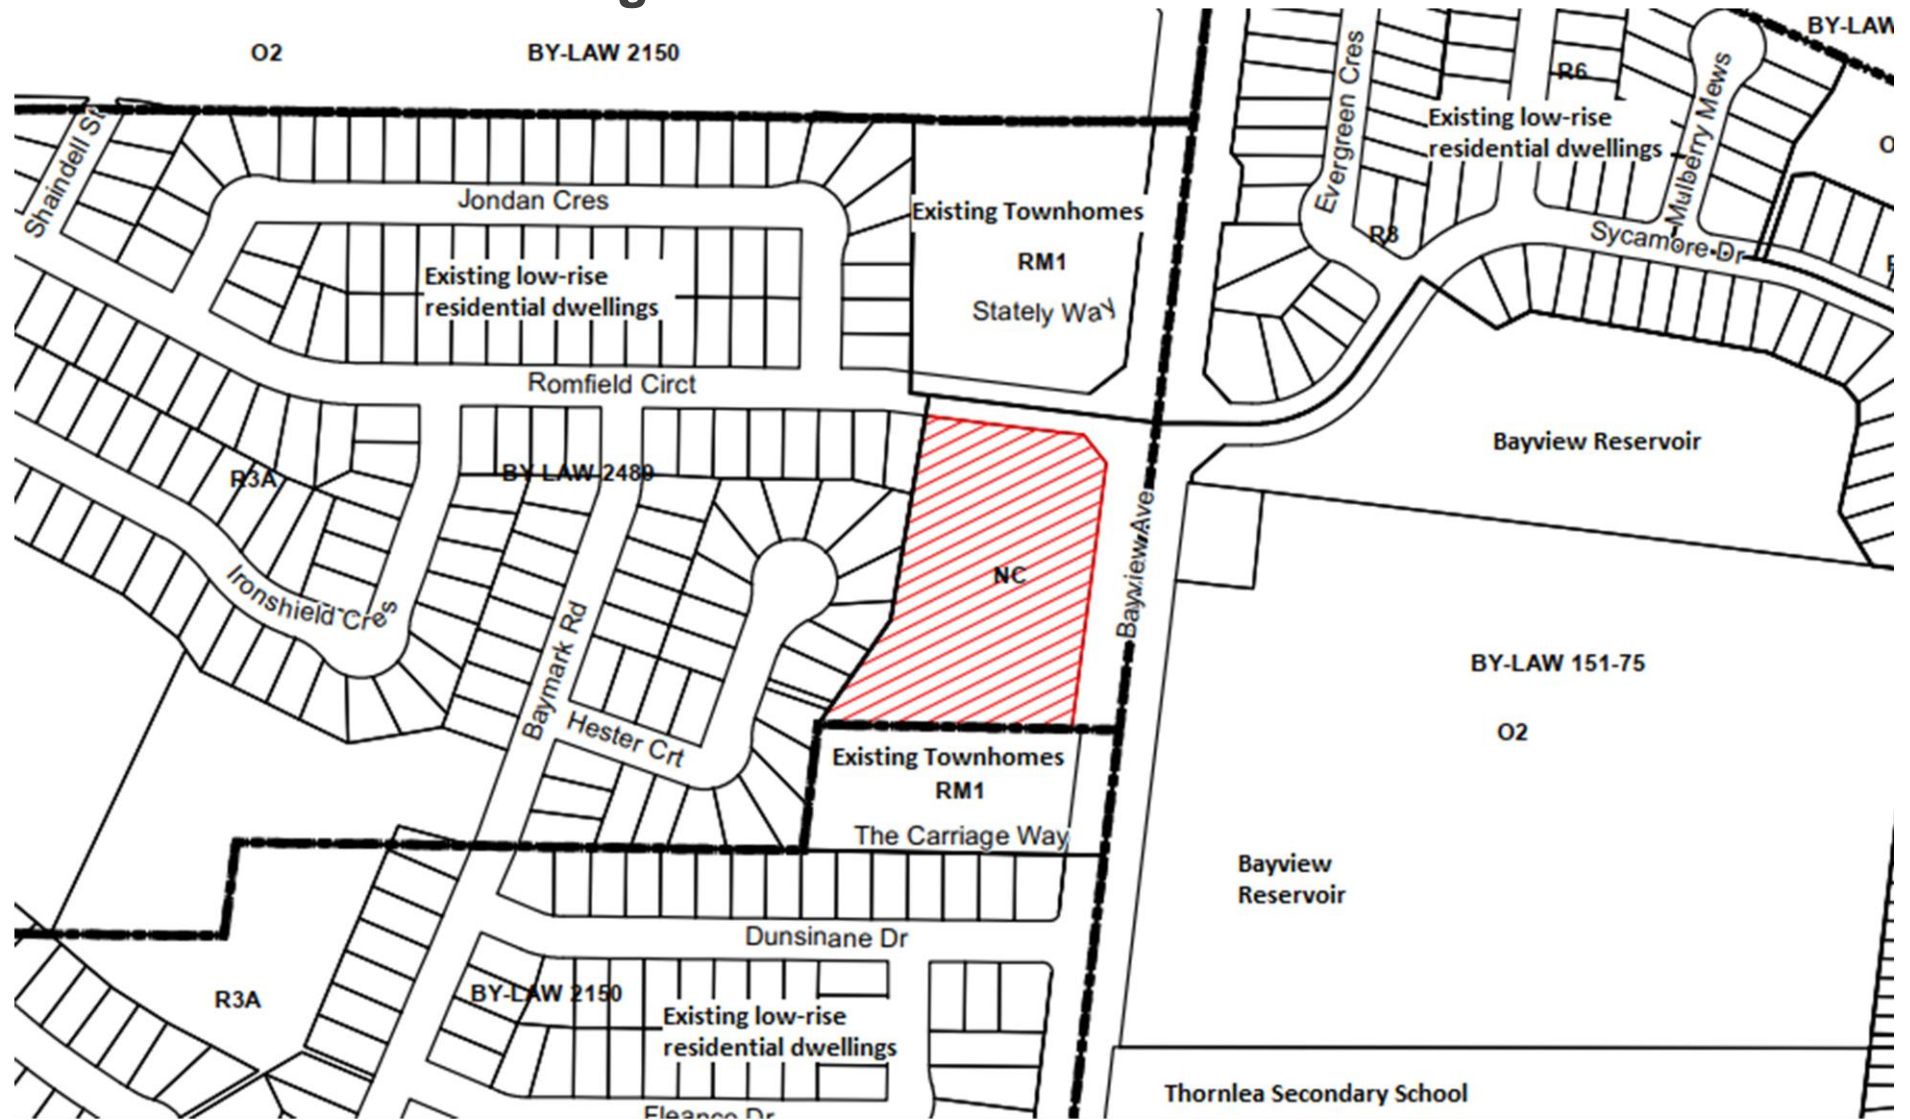 O2
BY-LAW 2150
BY-LAW
Evergreen Cres
R6
Mulberry Mews
Existing low-rise
residential dwellings
Shaindell St
Jondan Cres
Existing Townhomes
RM1
Stately Way
R8
Sycamore Dr
Existing low-rise
residential dwellings
Romfield Circt
Bayview Reservoir
R3A
BY-LAW 2489
Bayview Ave
NC
Ironshield Cres
Baymark Rd
BY-LAW 151-75
O2
Hester Crt
Existing Townhomes
RM1
The Carriage Way
Bayview
Reservoir
Dunsinane Dr
R3A
BY-LAW 2150
Existing low-rise
residential dwellings
Thornlea Secondary School